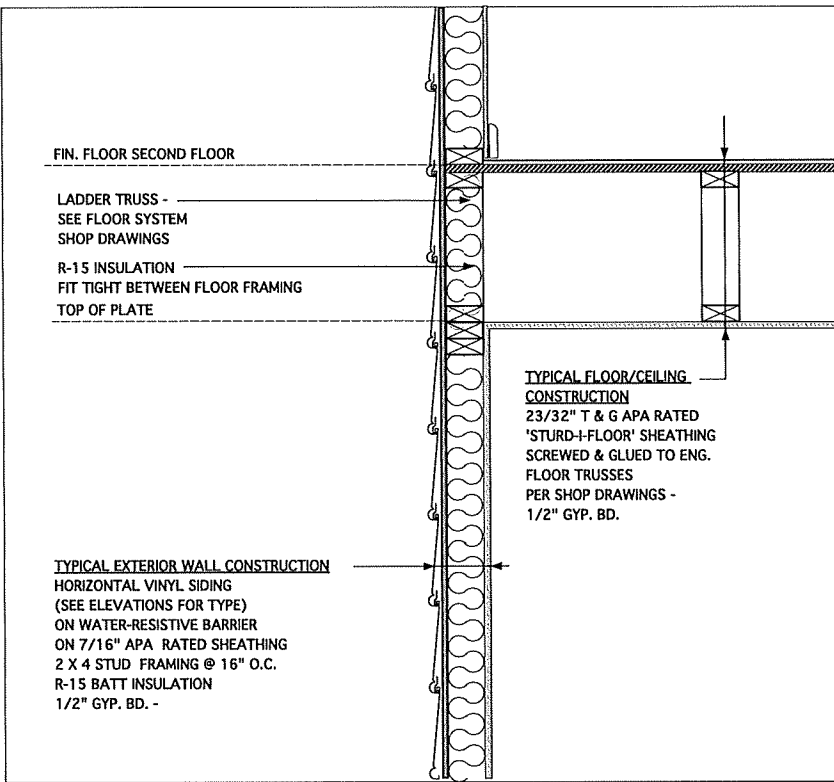 FIN. FLOOR SECOND FLOOR
LADDER TRUSS -
SEE FLOOR SYSTEM
SHOP DRAWINGS
R-15 INSULATION
FIT TIGHT BETWEEN FLOOR FRAMING
TOP OF PLATE
TYPICAL FLOOR/CEILING
CONSTRUCTION
23/32" T & G APA RATED
'STURD-I-FLOOR' SHEATHING
SCREWED & GLUED TO ENG.
FLOOR TRUSSES
PER SHOP DRAWINGS -
1/2" GYP. BD.
TYPICAL EXTERIOR WALL CONSTRUCTION
HORIZONTAL VINYL SIDING
(SEE ELEVATIONS FOR TYPE)
ON WATER-RESISTIVE BARRIER
ON 7/16" APA RATED SHEATHING
2 X 4 STUD FRAMING @ 16" O.C.
R-15 BATT INSULATION
1/2" GYP. BD. -